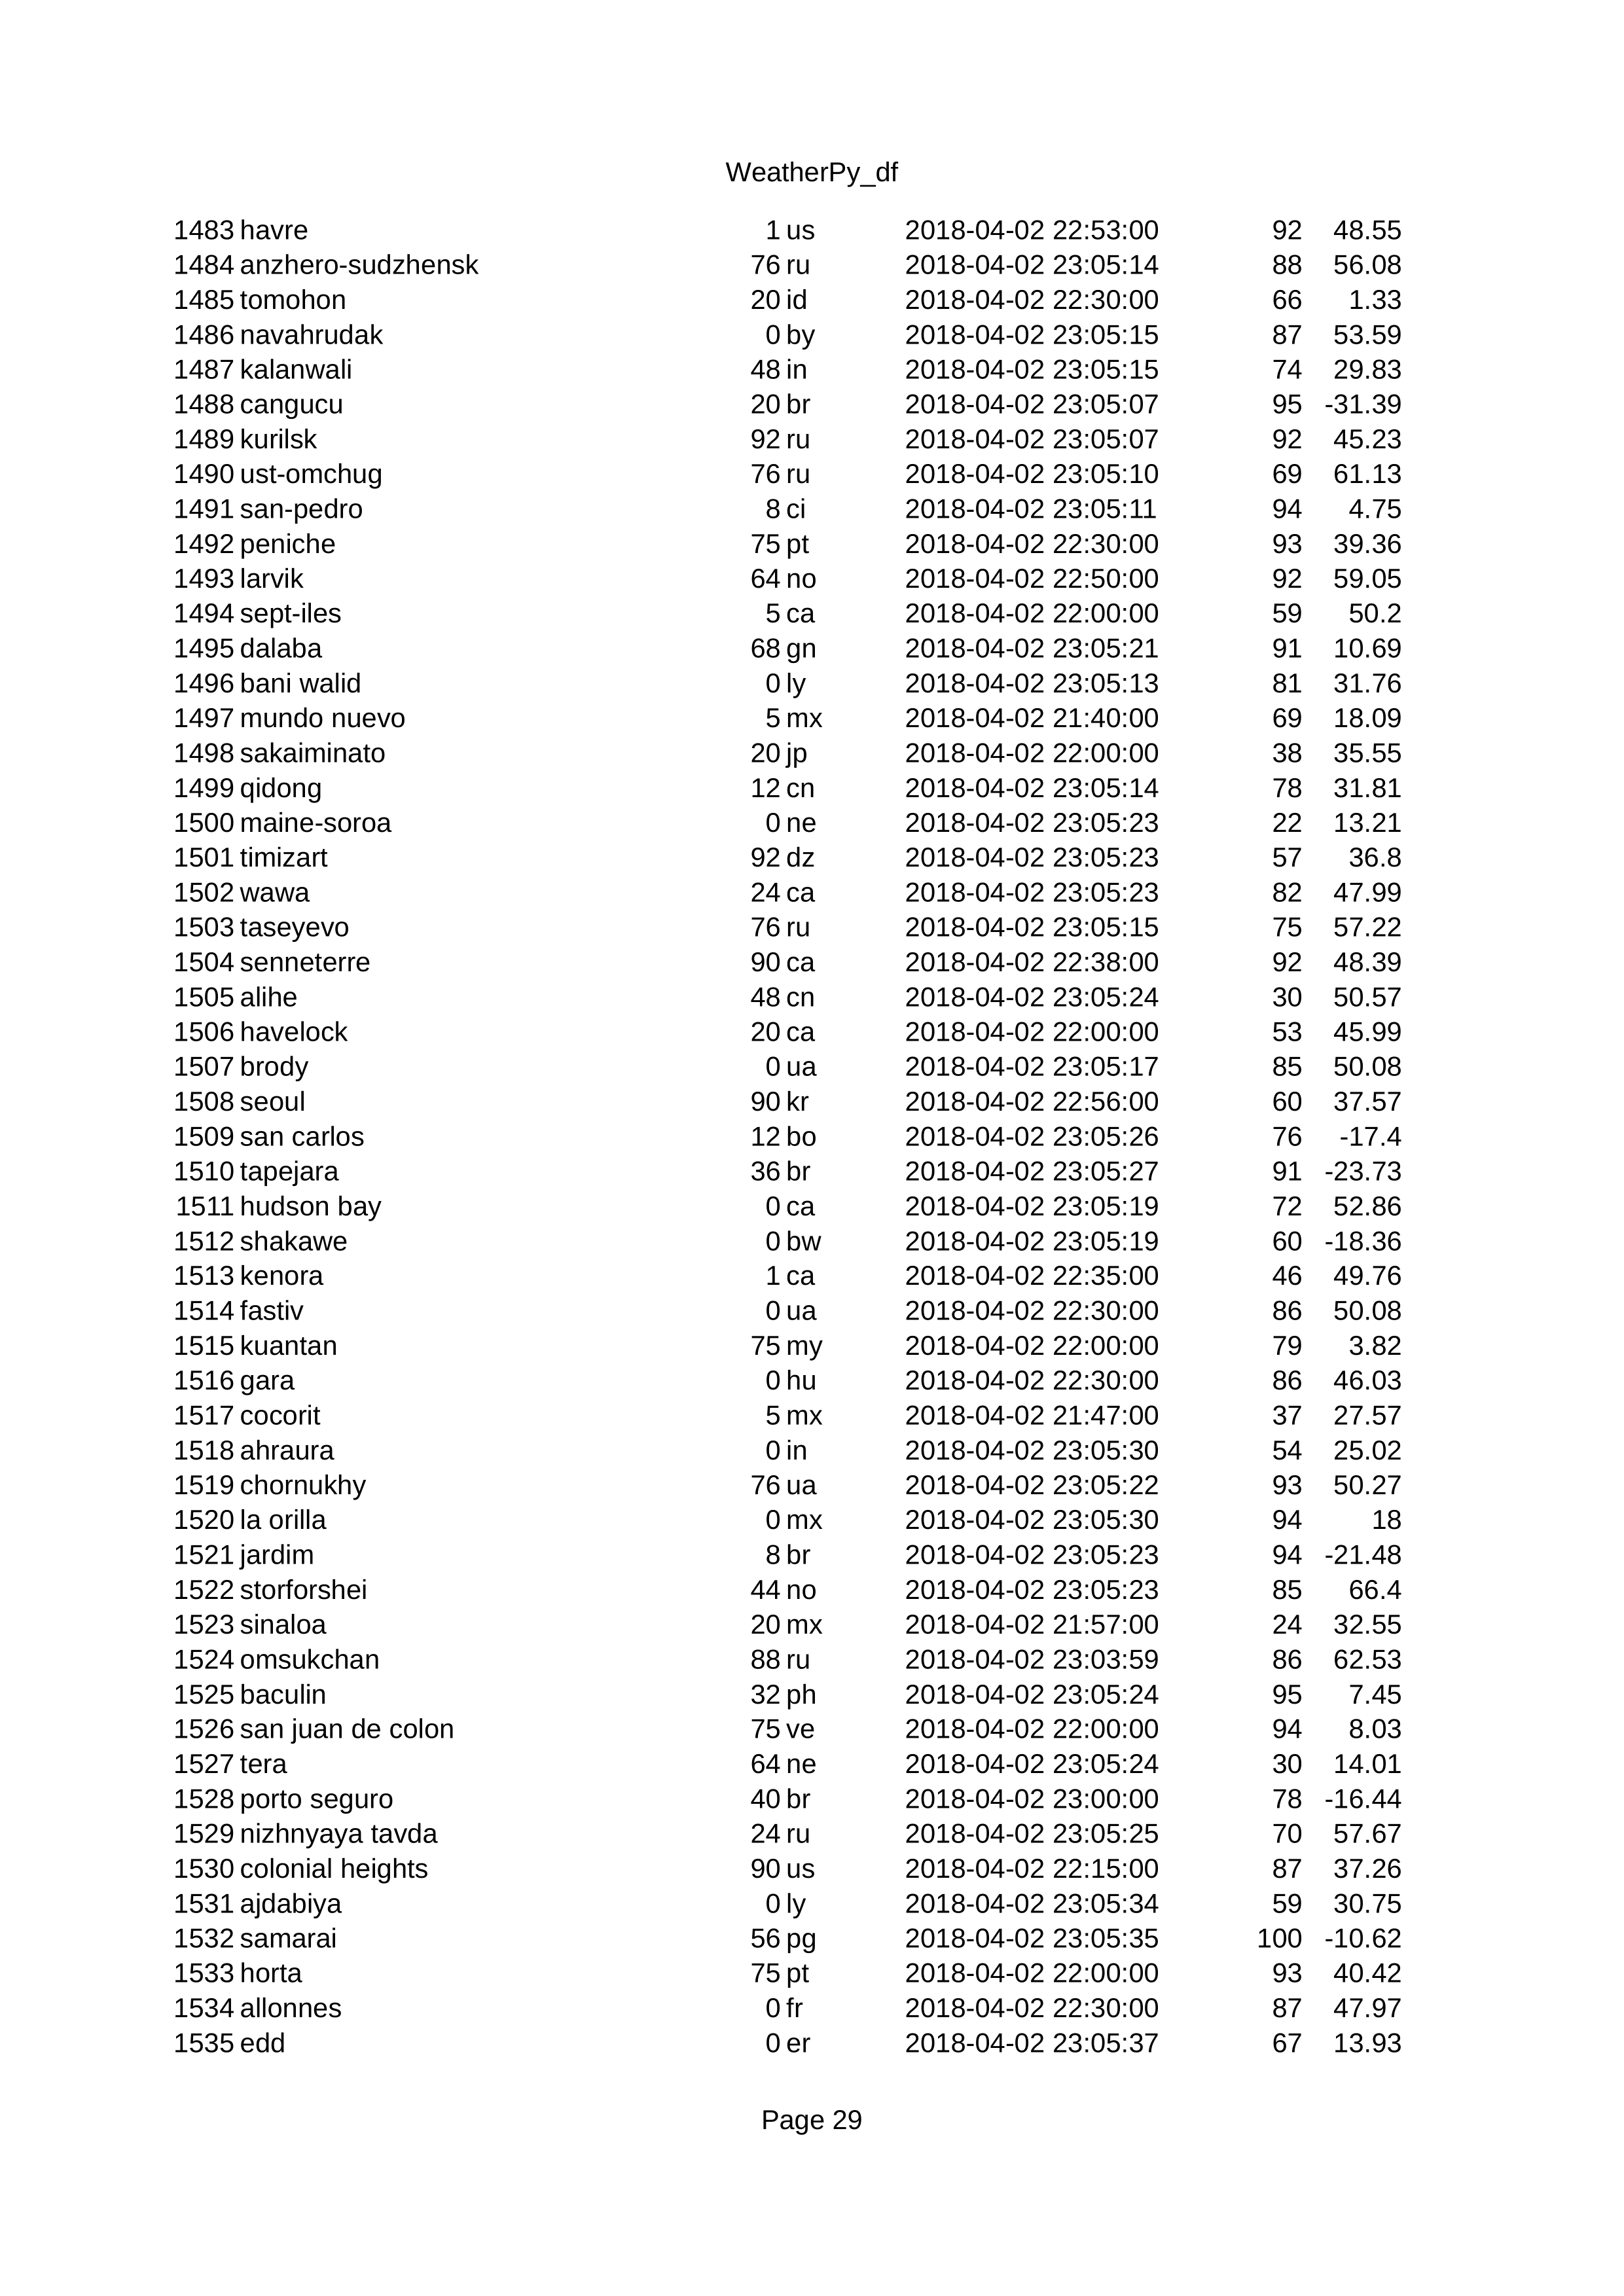 WeatherPy_df
1483 havre 1 us 2018-04-02 22:53:00 92 48.55
1484 anzhero-sudzhensk 76 ru 2018-04-02 23:05:14 88 56.08
1485 tomohon 20 id 2018-04-02 22:30:00 66 1.33
1486 navahrudak 0 by 2018-04-02 23:05:15 87 53.59
1487 kalanwali 48 in 2018-04-02 23:05:15 74 29.83
1488 cangucu 20 br 2018-04-02 23:05:07 95 -31.39
1489 kurilsk 92 ru 2018-04-02 23:05:07 92 45.23
1490 ust-omchug 76 ru 2018-04-02 23:05:10 69 61.13
1491 san-pedro 8 ci 2018-04-02 23:05:11 94 4.75
1492 peniche 75 pt 2018-04-02 22:30:00 93 39.36
1493 larvik 64 no 2018-04-02 22:50:00 92 59.05
1494 sept-iles 5 ca 2018-04-02 22:00:00 59 50.2
1495 dalaba 68 gn 2018-04-02 23:05:21 91 10.69
1496 bani walid 0 ly 2018-04-02 23:05:13 81 31.76
1497 mundo nuevo 5 mx 2018-04-02 21:40:00 69 18.09
1498 sakaiminato 20 jp 2018-04-02 22:00:00 38 35.55
1499 qidong 12 cn 2018-04-02 23:05:14 78 31.81
1500 maine-soroa 0 ne 2018-04-02 23:05:23 22 13.21
1501 timizart 92 dz 2018-04-02 23:05:23 57 36.8
1502 wawa 24 ca 2018-04-02 23:05:23 82 47.99
1503 taseyevo 76 ru 2018-04-02 23:05:15 75 57.22
1504 senneterre 90 ca 2018-04-02 22:38:00 92 48.39
1505 alihe 48 cn 2018-04-02 23:05:24 30 50.57
1506 havelock 20 ca 2018-04-02 22:00:00 53 45.99
1507 brody 0 ua 2018-04-02 23:05:17 85 50.08
1508 seoul 90 kr 2018-04-02 22:56:00 60 37.57
1509 san carlos 12 bo 2018-04-02 23:05:26 76 -17.4
1510 tapejara 36 br 2018-04-02 23:05:27 91 -23.73
1511 hudson bay 0 ca 2018-04-02 23:05:19 72 52.86
1512 shakawe 0 bw 2018-04-02 23:05:19 60 -18.36
1513 kenora 1 ca 2018-04-02 22:35:00 46 49.76
1514 fastiv 0 ua 2018-04-02 22:30:00 86 50.08
1515 kuantan 75 my 2018-04-02 22:00:00 79 3.82
1516 gara 0 hu 2018-04-02 22:30:00 86 46.03
1517 cocorit 5 mx 2018-04-02 21:47:00 37 27.57
1518 ahraura 0 in 2018-04-02 23:05:30 54 25.02
1519 chornukhy 76 ua 2018-04-02 23:05:22 93 50.27
1520 la orilla 0 mx 2018-04-02 23:05:30 94 18
1521 jardim 8 br 2018-04-02 23:05:23 94 -21.48
1522 storforshei 44 no 2018-04-02 23:05:23 85 66.4
1523 sinaloa 20 mx 2018-04-02 21:57:00 24 32.55
1524 omsukchan 88 ru 2018-04-02 23:03:59 86 62.53
1525 baculin 32 ph 2018-04-02 23:05:24 95 7.45
1526 san juan de colon 75 ve 2018-04-02 22:00:00 94 8.03
1527 tera 64 ne 2018-04-02 23:05:24 30 14.01
1528 porto seguro 40 br 2018-04-02 23:00:00 78 -16.44
1529 nizhnyaya tavda 24 ru 2018-04-02 23:05:25 70 57.67
1530 colonial heights 90 us 2018-04-02 22:15:00 87 37.26
1531 ajdabiya 0 ly 2018-04-02 23:05:34 59 30.75
1532 samarai 56 pg 2018-04-02 23:05:35 100 -10.62
1533 horta 75 pt 2018-04-02 22:00:00 93 40.42
1534 allonnes 0 fr 2018-04-02 22:30:00 87 47.97
1535 edd 0 er 2018-04-02 23:05:37 67 13.93
Page 29